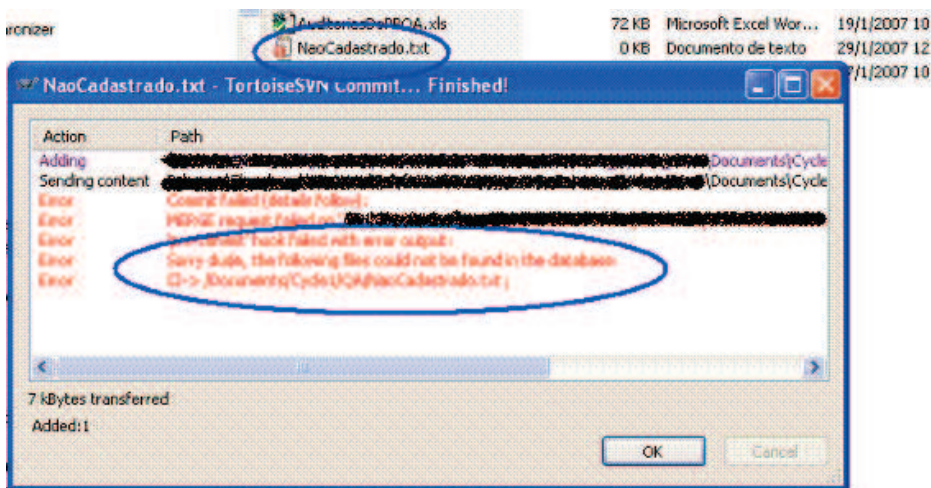 ronizer
AuditoriasDePROA.xls 72 KB Microsoft Excel Wor... 19/1/2007 10
NaoCadastrado.txt 0 KB Documento de texto 29/1/2007 12
/1/2007 10
NaoCadastrado.txt - TortoiseSVN Commit... Finished!
Action Path
Adding Documents\Cycle
Sending content \Documents\Cycle
Error Commit failed (details follow):
Error MERGE request failed on
Error hook failed with error output:
Error Sorry dude, the following files could not be found in the database:
Error /Documents/Cycle1/QA/NaoCadastrado.txt ;
7 kBytes transferred
Added:1
OK Cancel